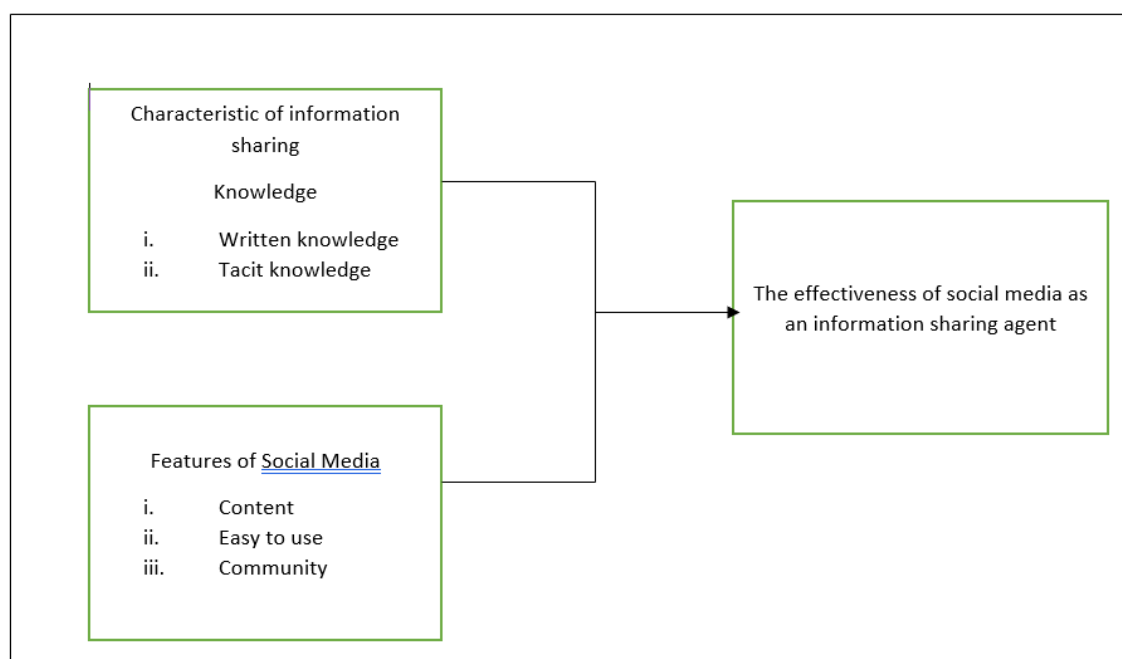 Characteristic of information
sharing
Knowledge
i. Written knowledge
ii. Tacit knowledge
The effectiveness of social media as
an information sharing agent
Features of Social Media
i. Content
ii. Easy to use
iii. Community